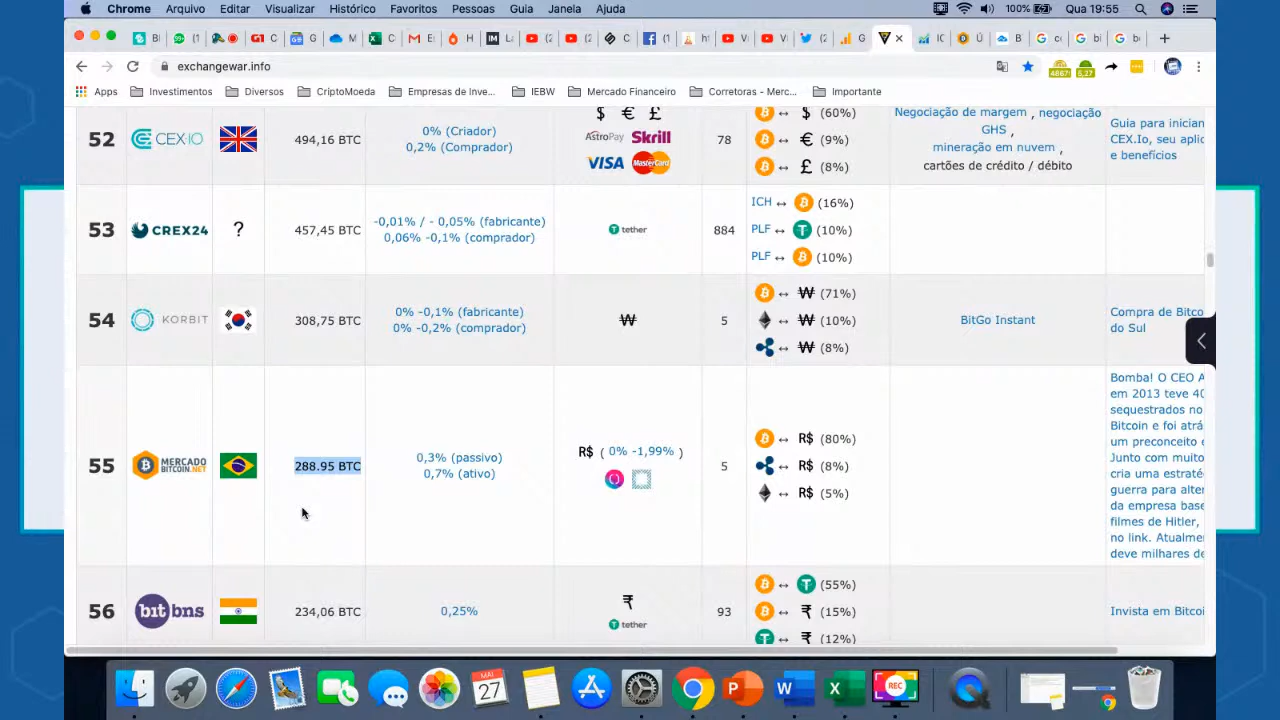 Chrome Arquivo Editar Visualizar Histórico Favoritos Pessoas Guia Janela Ajuda 100% Qua 19:55
exchangewar.info
Apps Investimentos Diversos CriptoMoeda Empresas de Inve... IEBW Mercado Financeiro Corretoras - Merc... Importante
52 CEX.IO 494,16 BTC
0% (Criador)
0,2% (Comprador)
$ € £
AstroPay Skrill
VISA MasterCard
78
↔ $ (60%)
↔ € (9%)
↔ £ (8%)
Negociação de margem , negociação
GHS ,
mineração em nuvem ,
cartões de crédito / débito
Guia para inician
CEX.Io, seu aplic
e benefícios
53 CREX24 ? 457,45 BTC
-0,01% / - 0,05% (fabricante)
0,06% -0,1% (comprador)
tether
884
ICH ↔ (16%)
PLF ↔ (10%)
PLF ↔ (10%)
54 KORBIT 308,75 BTC
0% -0,1% (fabricante)
0% -0,2% (comprador)
₩
5
↔ ₩ (71%)
↔ ₩ (10%)
↔ ₩ (8%)
BitGo Instant
Compra de Bitco
do Sul
55 MERCADO
BITCOIN.NET
288.95 BTC
0,3% (passivo)
0,7% (ativo)
R$ ( 0% -1,99% )
5
↔ R$ (80%)
↔ R$ (8%)
↔ R$ (5%)
Bomba! O CEO A
em 2013 teve 40
sequestrados no
Bitcoin e foi atrá
um preconceito e
Junto com muito
cria uma estraté
guerra para alter
da empresa base
filmes de Hitler,
no link. Atualme
deve milhares de
56 bitbns 234,06 BTC
0,25%
₹
tether
93
↔ (55%)
↔ ₹ (15%)
↔ ₹ (12%)
Invista em Bitcoi
MAI
27
REC